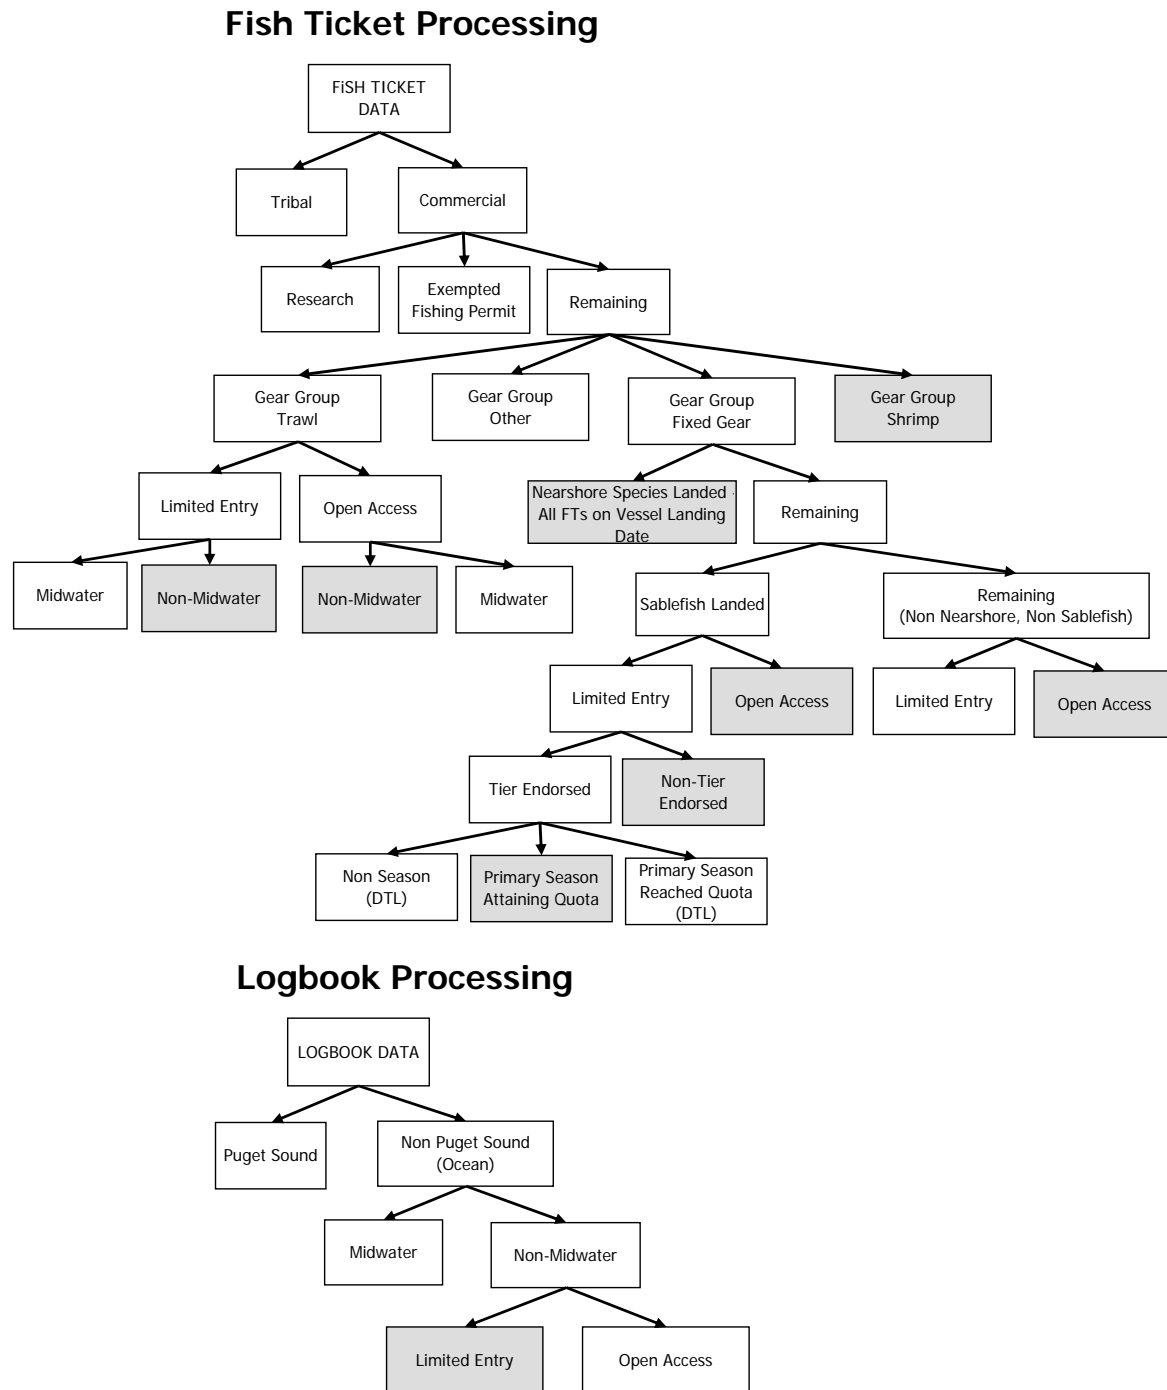 Fish Ticket Processing
FiSH TICKET
DATA
Tribal
Commercial
Research
Exempted
Fishing Permit
Remaining
Gear Group
Trawl
Gear Group
Other
Gear Group
Fixed Gear
Gear Group
Shrimp
Limited Entry
Open Access
Nearshore Species Landed -
All FTs on Vessel Landing
Date
Remaining
Midwater
Non-Midwater
Non-Midwater
Midwater
Sablefish Landed
Remaining
(Non Nearshore, Non Sablefish)
Limited Entry
Open Access
Limited Entry
Open Access
Tier Endorsed
Non-Tier
Endorsed
Non Season
(DTL)
Primary Season
Attaining Quota
Primary Season
Reached Quota
(DTL)
Logbook Processing
LOGBOOK DATA
Puget Sound
Non Puget Sound
(Ocean)
Midwater
Non-Midwater
Limited Entry
Open Access